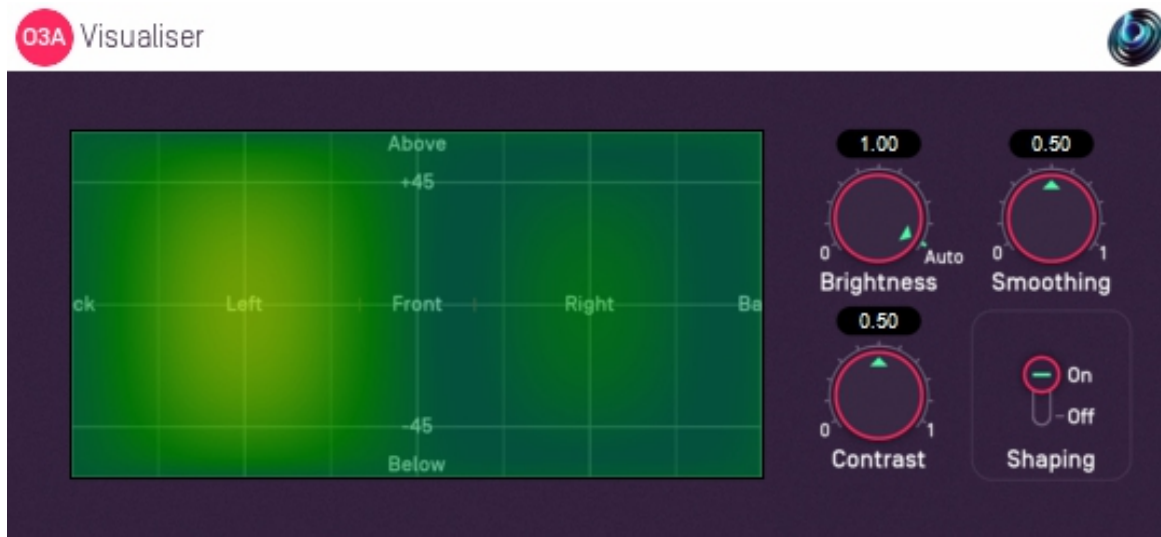 O3A Visualiser
Above
+45
ck Left Front Right Ba
-45
Below
1.00
0 Auto
Brightness
0.50
0 1
Smoothing
0.50
0 1
Contrast
On
Off
Shaping